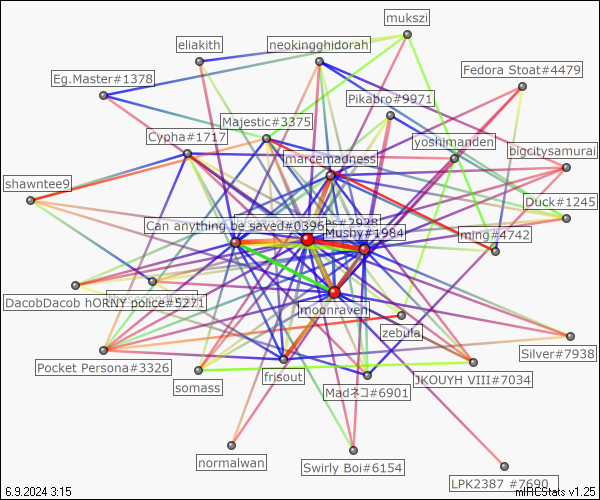 mukszi
eliakith
neokingghidorah
Fedora Stoat#4479
Eg.Master#1378
Pikabro#9971
Majestic#3375
Cypha#1717
yoshimanden
bigcitysamurai
marcemadness
shawntee9
Duck#1245
Can anything be saved#0396
#2928
Mushy#1984
ming#4742
DacobDacob hORNY police#5271
moonraven
zebula
Silver#7938
Pocket Persona#3326
frisout
JKOUYH VIII#7034
somass
Madネコ#6901
normalwan
Swirly Boi#6154
LPK2387 #7690
6.9.2024 3:15
mIRCStats v1.25